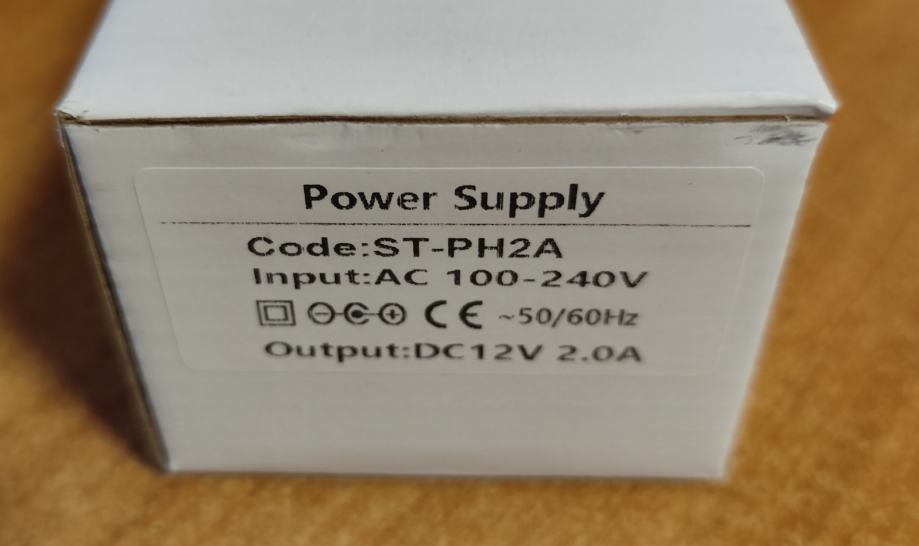 Power Supply
Code:ST-PH2A
Input:AC 100-240V
CE ~50/60Hz
Output:DC12V 2.0A